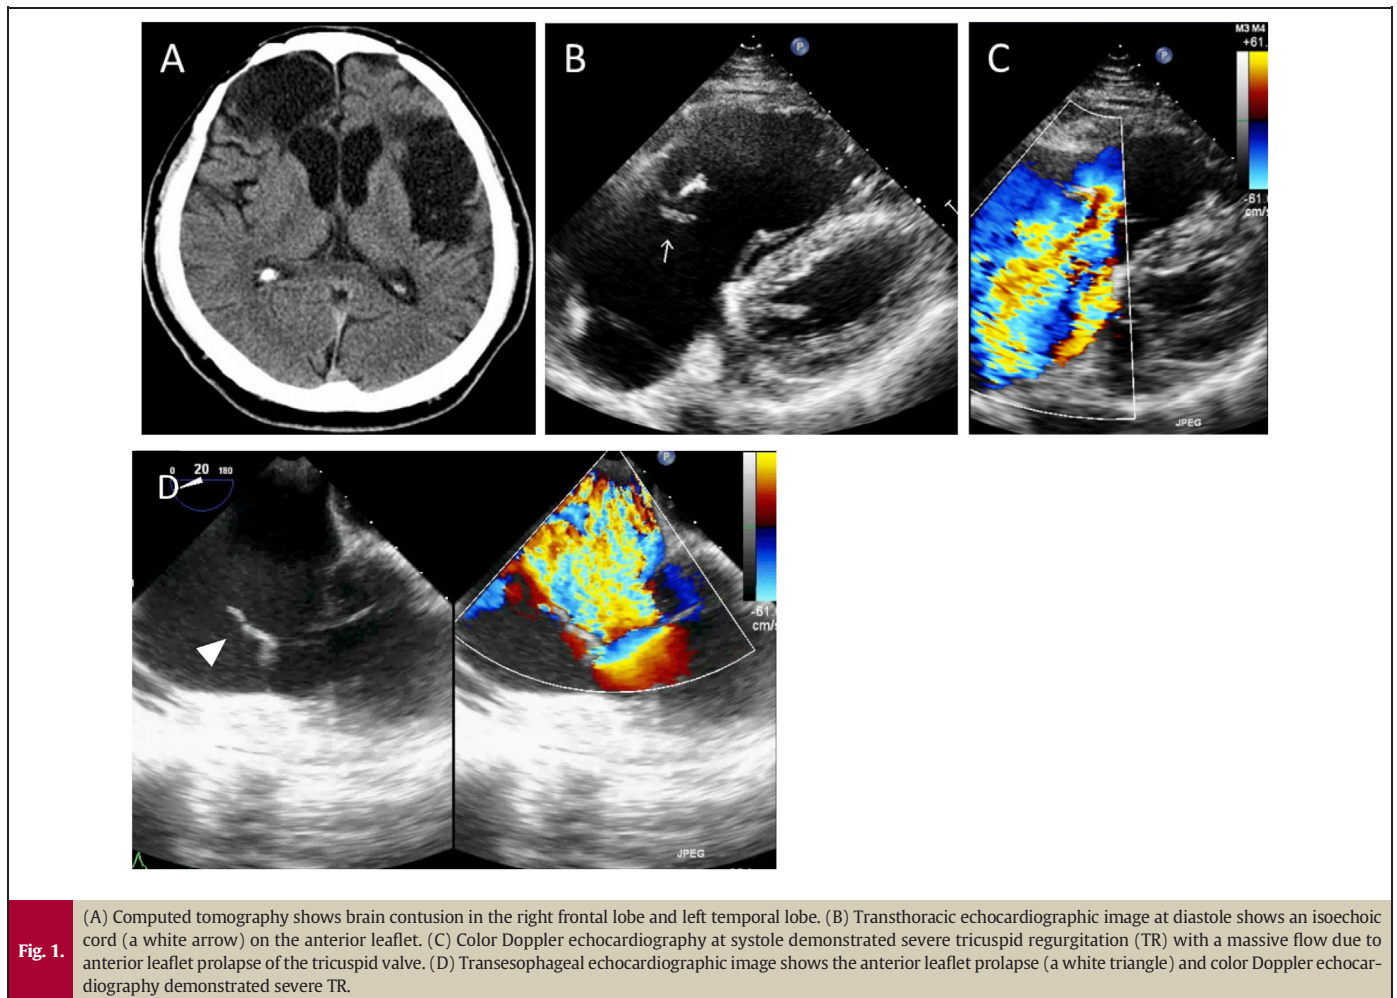 A
B
P
C
P
M3 M4
+61.
-61.
cm/s
JPEG
D
0 20 180
P
-61.
cm/s
JPEG
Fig. 1.
(A) Computed tomography shows brain contusion in the right frontal lobe and left temporal lobe. (B) Transthoracic echocardiographic image at diastole shows an isoechoic
cord (a white arrow) on the anterior leaflet. (C) Color Doppler echocardiography at systole demonstrated severe tricuspid regurgitation (TR) with a massive flow due to
anterior leaflet prolapse of the tricuspid valve. (D) Transesophageal echocardiographic image shows the anterior leaflet prolapse (a white triangle) and color Doppler echocar-
diography demonstrated severe TR.